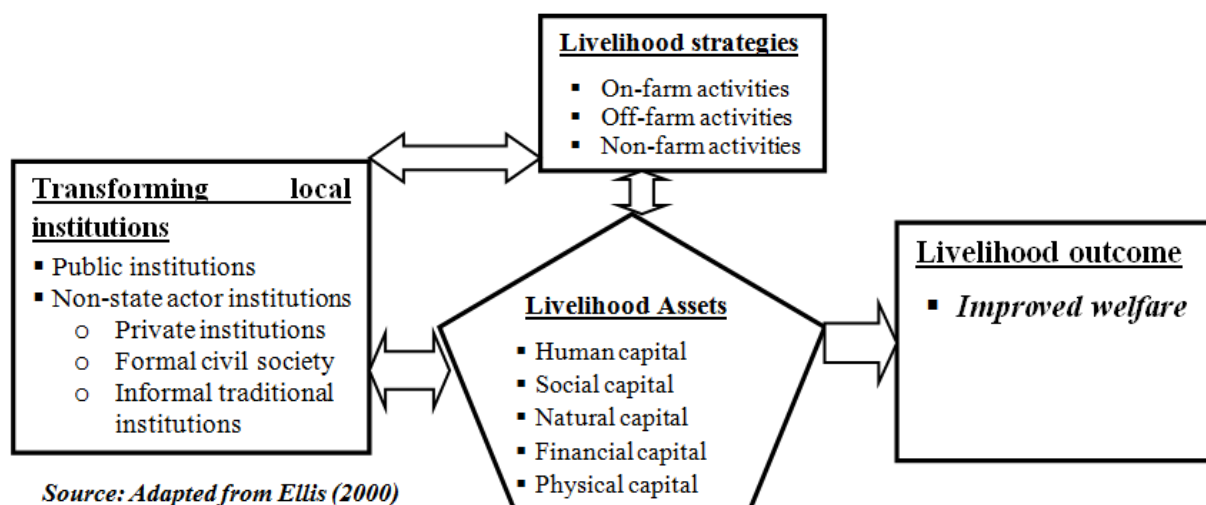 Livelihood strategies
▪ On-farm activities
▪ Off-farm activities
▪ Non-farm activities
Transforming local
institutions
▪ Public institutions
▪ Non-state actor institutions
o Private institutions
o Formal civil society
o Informal traditional
institutions
Livelihood Assets
▪ Human capital
▪ Social capital
▪ Natural capital
▪ Financial capital
▪ Physical capital
Livelihood outcome
▪ Improved welfare
Source: Adapted from Ellis (2000)